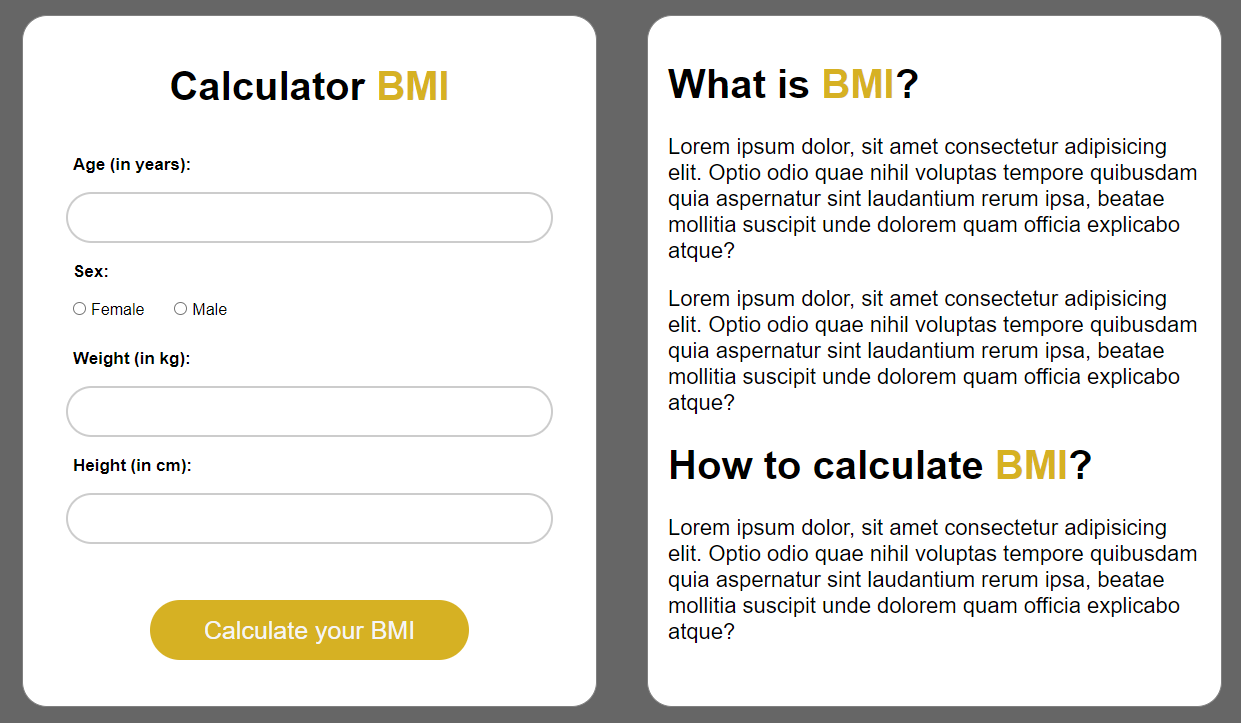 Calculator BMI
Age (in years):
Sex:
Female Male
Weight (in kg):
Height (in cm):
Calculate your BMI
What is BMI?
Lorem ipsum dolor, sit amet consectetur adipisicing
elit. Optio odio quae nihil voluptas tempore quibusdam
quia aspernatur sint laudantium rerum ipsa, beatae
mollitia suscipit unde dolorem quam officia explicabo
atque?
Lorem ipsum dolor, sit amet consectetur adipisicing
elit. Optio odio quae nihil voluptas tempore quibusdam
quia aspernatur sint laudantium rerum ipsa, beatae
mollitia suscipit unde dolorem quam officia explicabo
atque?
How to calculate BMI?
Lorem ipsum dolor, sit amet consectetur adipisicing
elit. Optio odio quae nihil voluptas tempore quibusdam
quia aspernatur sint laudantium rerum ipsa, beatae
mollitia suscipit unde dolorem quam officia explicabo
atque?